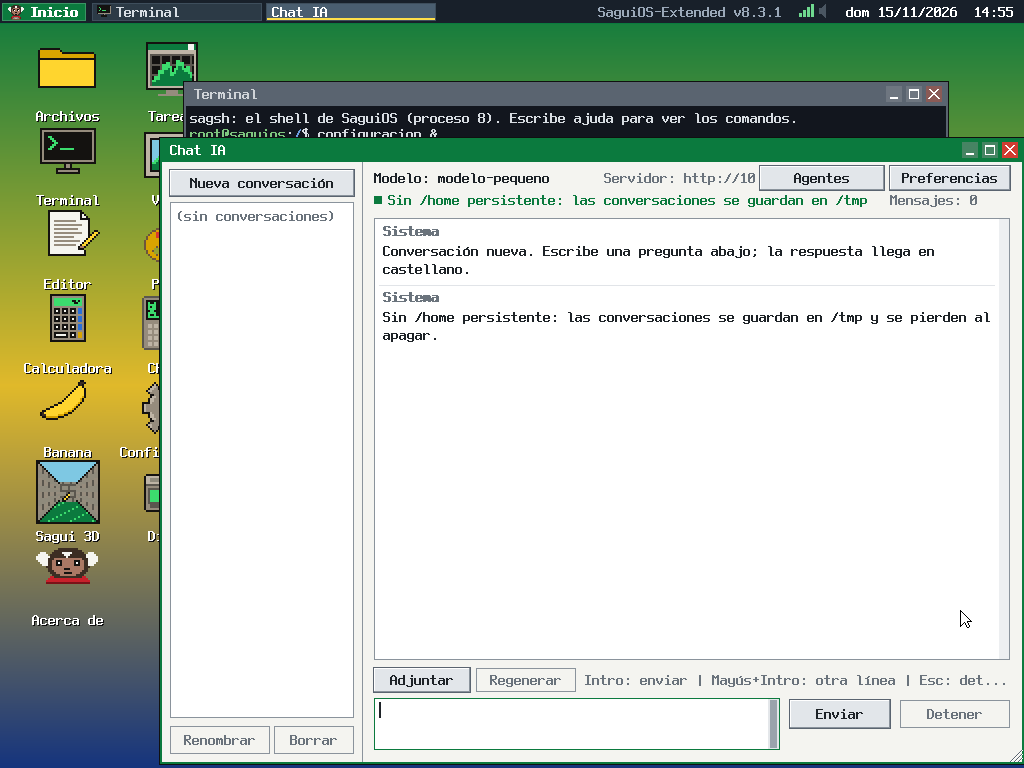 Inicio
Terminal
Chat IA
SaguiOS-Extended v8.3.1
dom 15/11/2026
14:55
Archivos
Terminal
sagsh: el shell de SaguiOS (proceso 8). Escribe ajuda para ver los comandos.
root@saguios:/$ configuracion &
Chat IA
Nueva conversación
Modelo: modelo-pequeno
Servidor: http://10
Agentes
Preferencias
Sin /home persistente: las conversaciones se guardan en /tmp
Mensajes: 0
(sin conversaciones)
Sistema
Conversación nueva. Escribe una pregunta abajo; la respuesta llega en
castellano.
Sistema
Sin /home persistente: las conversaciones se guardan en /tmp y se pierden al
apagar.
Terminal
Editor
Calculadora
Banana
Sagui 3D
Acerca de
Adjuntar
Regenerar
Intro: enviar | Mayús+Intro: otra línea | Esc: det...
Enviar
Detener
Renombrar
Borrar